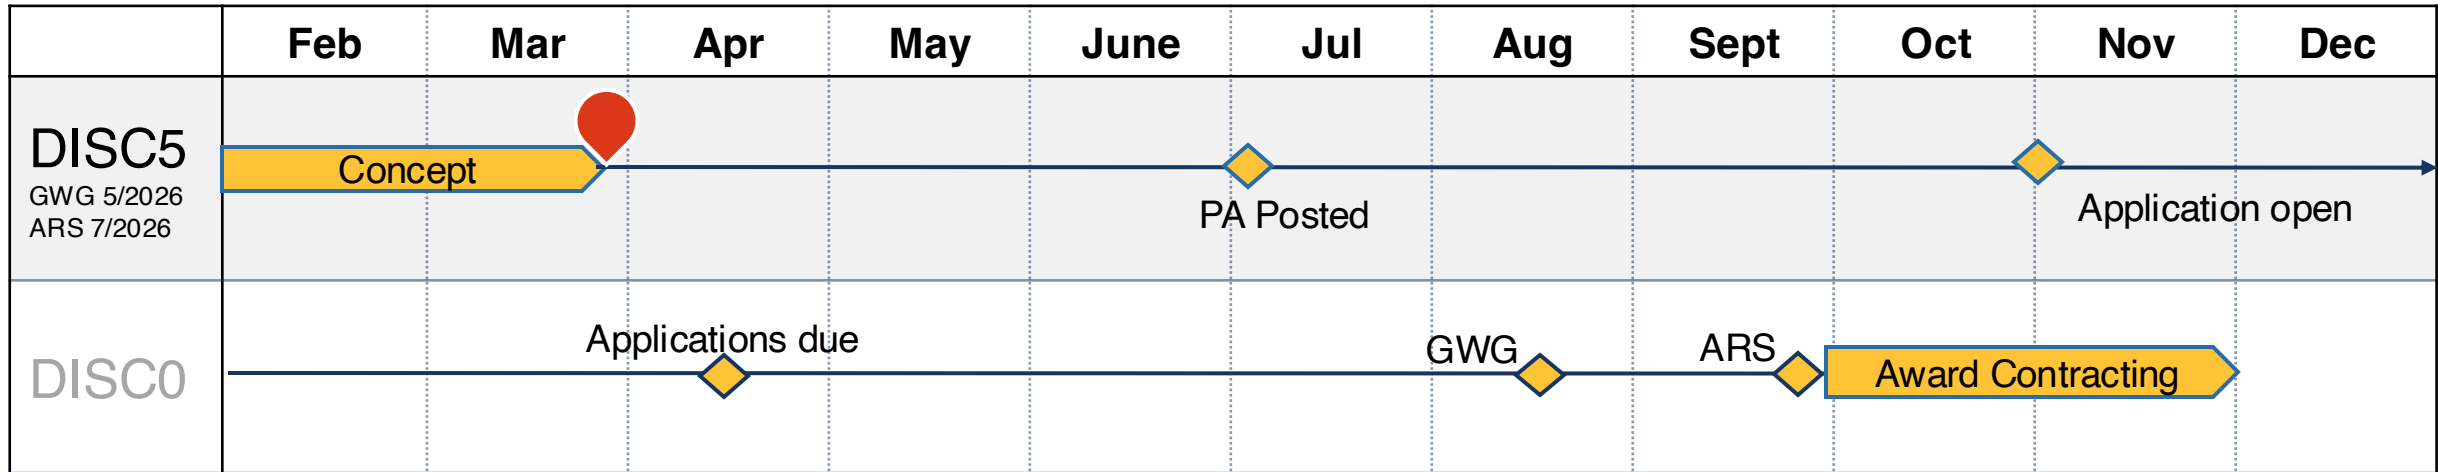 Feb Mar Apr May June Jul Aug Sept Oct Nov Dec
DISC5
GWG 5/2026
ARS 7/2026
Concept
PA Posted
Application open
DISC0
Applications due
GWG
ARS
Award Contracting